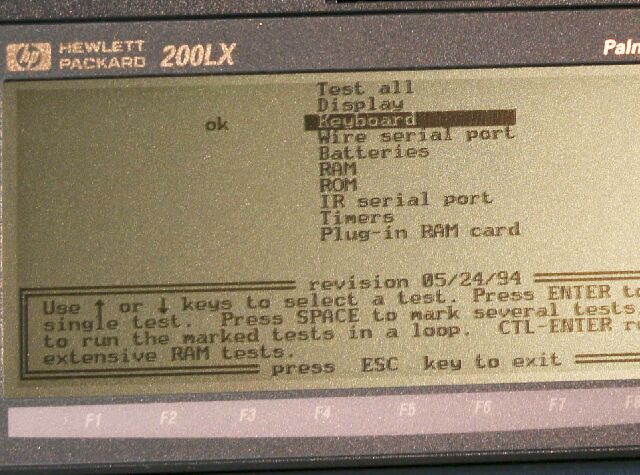 hp HEWLETT PACKARD 200LX
Test all
Display
ok Keyboard
Wire serial port
Batteries
RAM
ROM
IR serial port
Timers
Plug-in RAM card
revision 05/24/94
Use ↑ or ↓ keys to select a test. Press ENTER to
single test. Press SPACE to mark several tests,
to run the marked tests in a loop. CTL-ENTER r
extensive RAM tests.
press ESC key to exit
F1 F2 F3 F4 F5 F6 F7